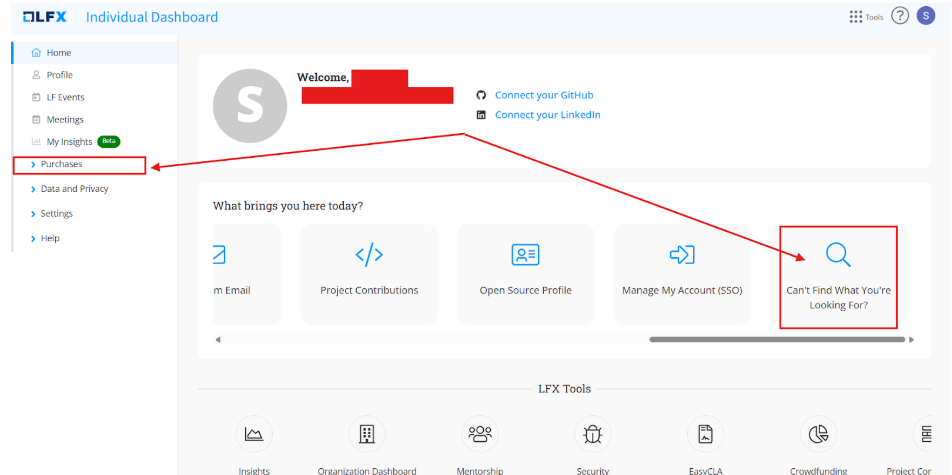 LFX Individual Dashboard
Tools
?
S
Home
Profile
LF Events
Meetings
My Insights Beta
Purchases
Data and Privacy
Settings
Help
S
Welcome,
Connect your GitHub
Connect your LinkedIn
What brings you here today?
m Email
Project Contributions
Open Source Profile
Manage My Account (SSO)
Can't Find What You're
Looking For?
LFX Tools
Insights
Organization Dashboard
Mentorship
Security
EasyCLA
Crowdfunding
Project Con